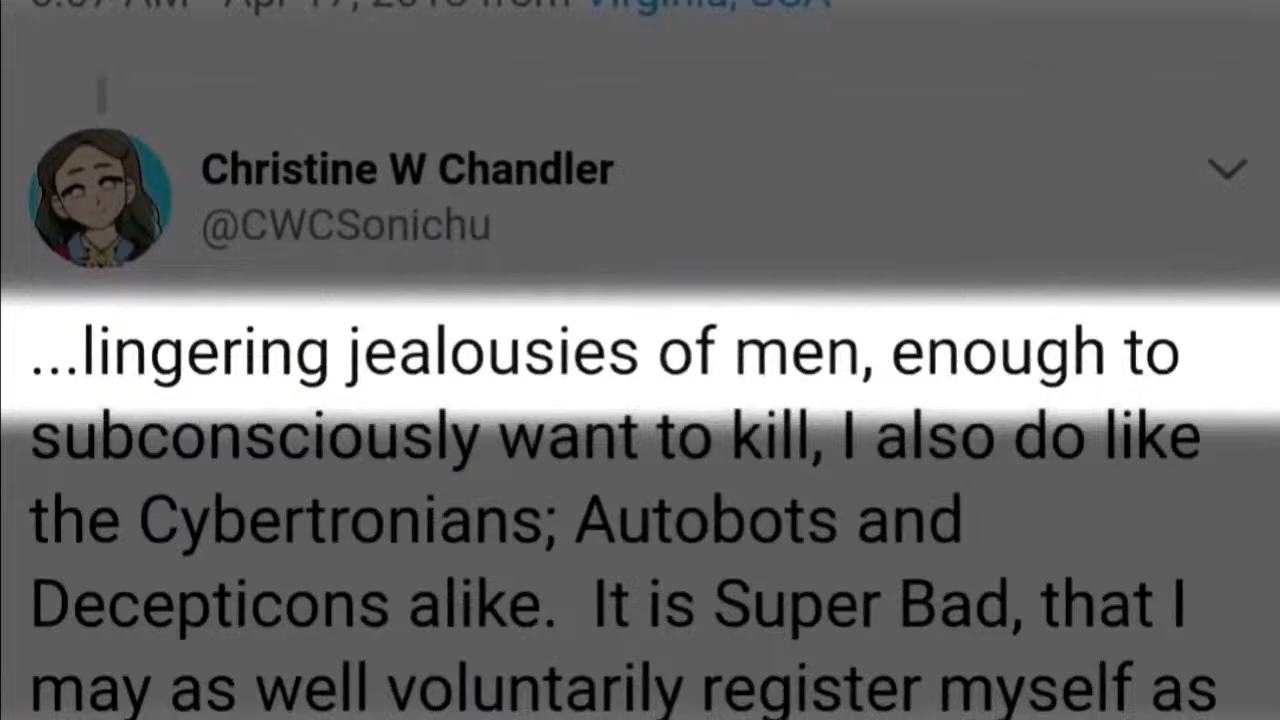 Christine W Chandler
@CWCSonichu
...lingering jealousies of men, enough to
subconsciously want to kill, I also do like
the Cybertronians; Autobots and
Decepticons alike.  It is Super Bad, that I
may as well voluntarily register myself as